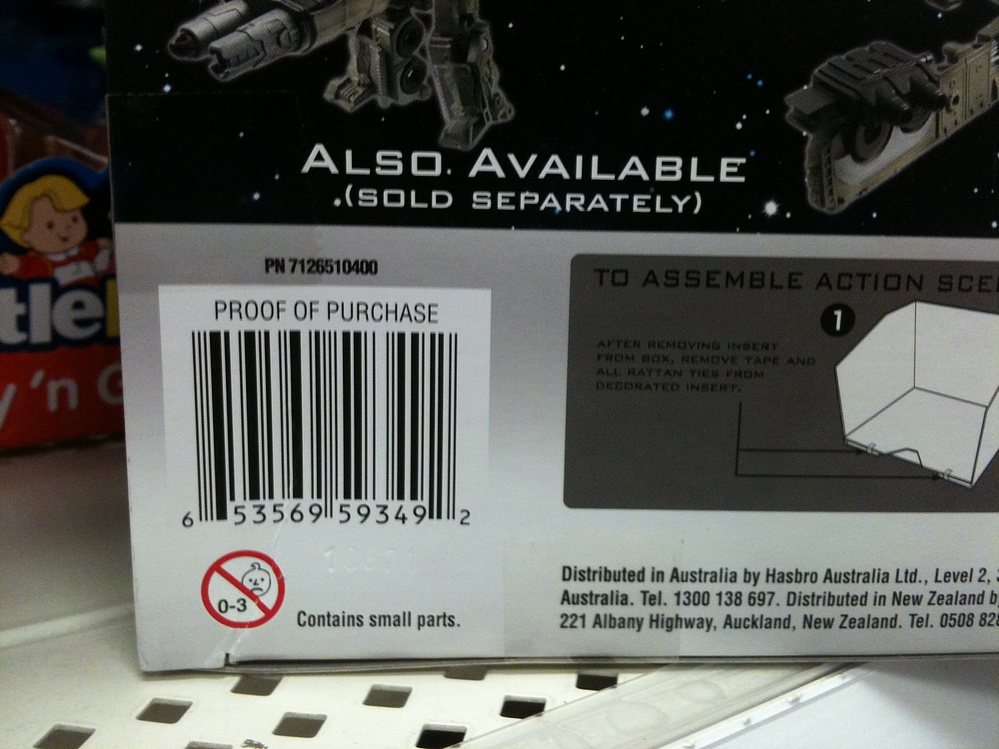 ALSO AVAILABLE
(SOLD SEPARATELY)
PN 7126510400
PROOF OF PURCHASE
6 53569 59349 2
0-3
Contains small parts.
TO ASSEMBLE ACTION SCE
1
AFTER REMOVING INSERT
FROM BOX, REMOVE TAPE AND
ALL RATTAN TIES FROM
DECORATED INSERT.
Distributed in Australia by Hasbro Australia Ltd., Level 2, 3
Australia. Tel. 1300 138 697. Distributed in New Zealand b
221 Albany Highway, Auckland, New Zealand. Tel. 0508 828
tle
y 'n G